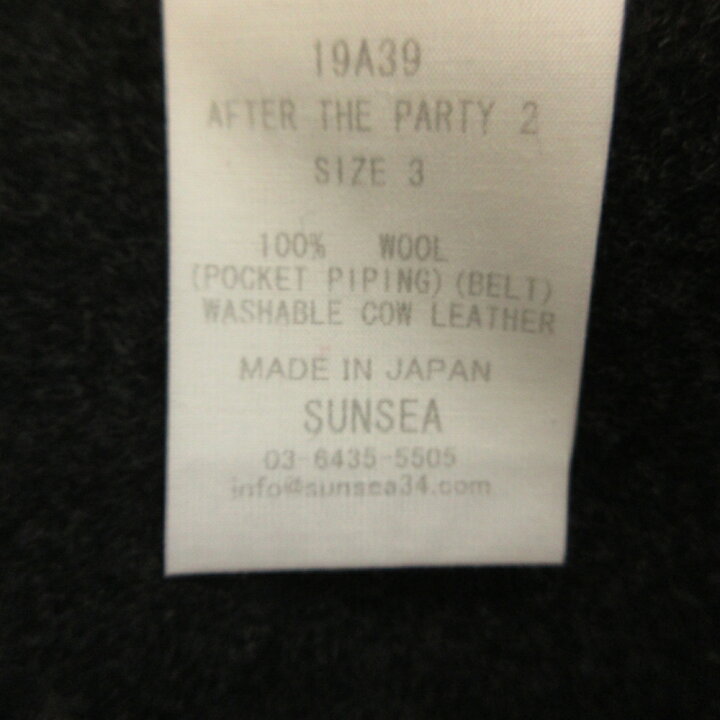 19A39
AFTER THE PARTY 2
SIZE 3
100% WOOL
(POCKET PIPING)(BELT)
WASHABLE COW LEATHER
MADE IN JAPAN
SUNSEA
03-6435-5505
info@sunsea34.com